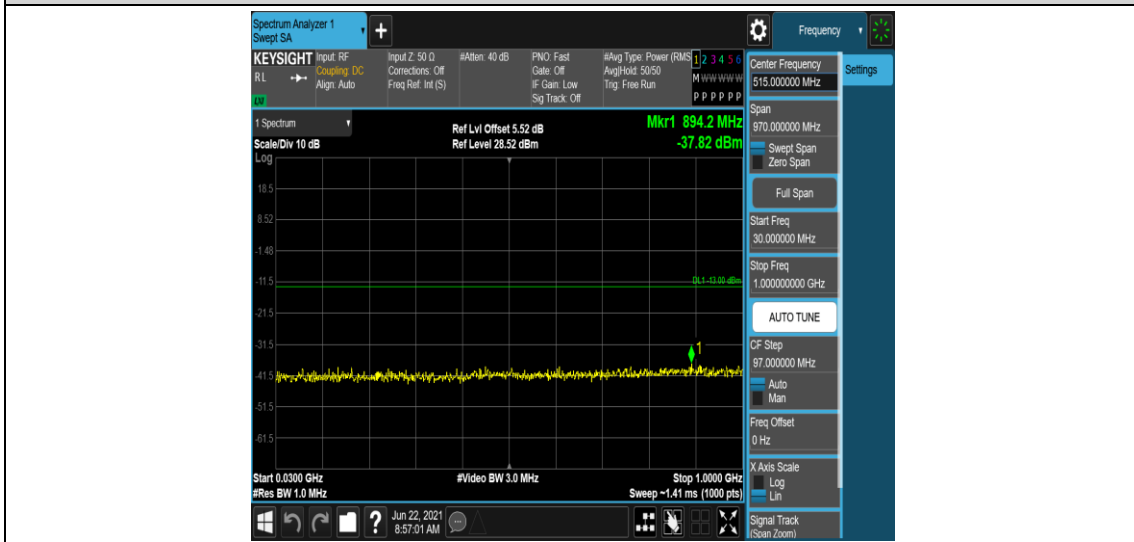 Spectrum Analyzer 1
Swept SA
Frequency
KEYSIGHT
RL
LXI
Input: RF
Coupling: DC
Align: Auto
Input Z: 50 Ω
Corrections: Off
Freq Ref: Int (S)
#Atten: 40 dB
PNO: Fast
Gate: Off
IF Gain: Low
Sig Track: Off
#Avg Type: Power (RMS
Avg|Hold: 50/50
Trig: Free Run
1 2 3 4 5 6
M W W W W W
P P P P P P
1 Spectrum
Scale/Div 10 dB
Ref Lvl Offset 5.52 dB
Ref Level 28.52 dBm
Mkr1 894.2 MHz
-37.82 dBm
Log
18.5
8.52
-1.48
-11.5
DL1 -13.00 dBm
-21.5
-31.5
1
-41.5
-51.5
-61.5
Start 0.0300 GHz
#Video BW 3.0 MHz
Stop 1.0000 GHz
#Res BW 1.0 MHz
Sweep ~1.41 ms (1000 pts)
Jun 22, 2021
8:57:01 AM
Center Frequency
515.000000 MHz
Settings
Span
970.000000 MHz
Swept Span
Zero Span
Full Span
Start Freq
30.000000 MHz
Stop Freq
1.000000000 GHz
AUTO TUNE
CF Step
97.000000 MHz
Auto
Man
Freq Offset
0 Hz
X Axis Scale
Log
Lin
Signal Track
(Span Zoom)